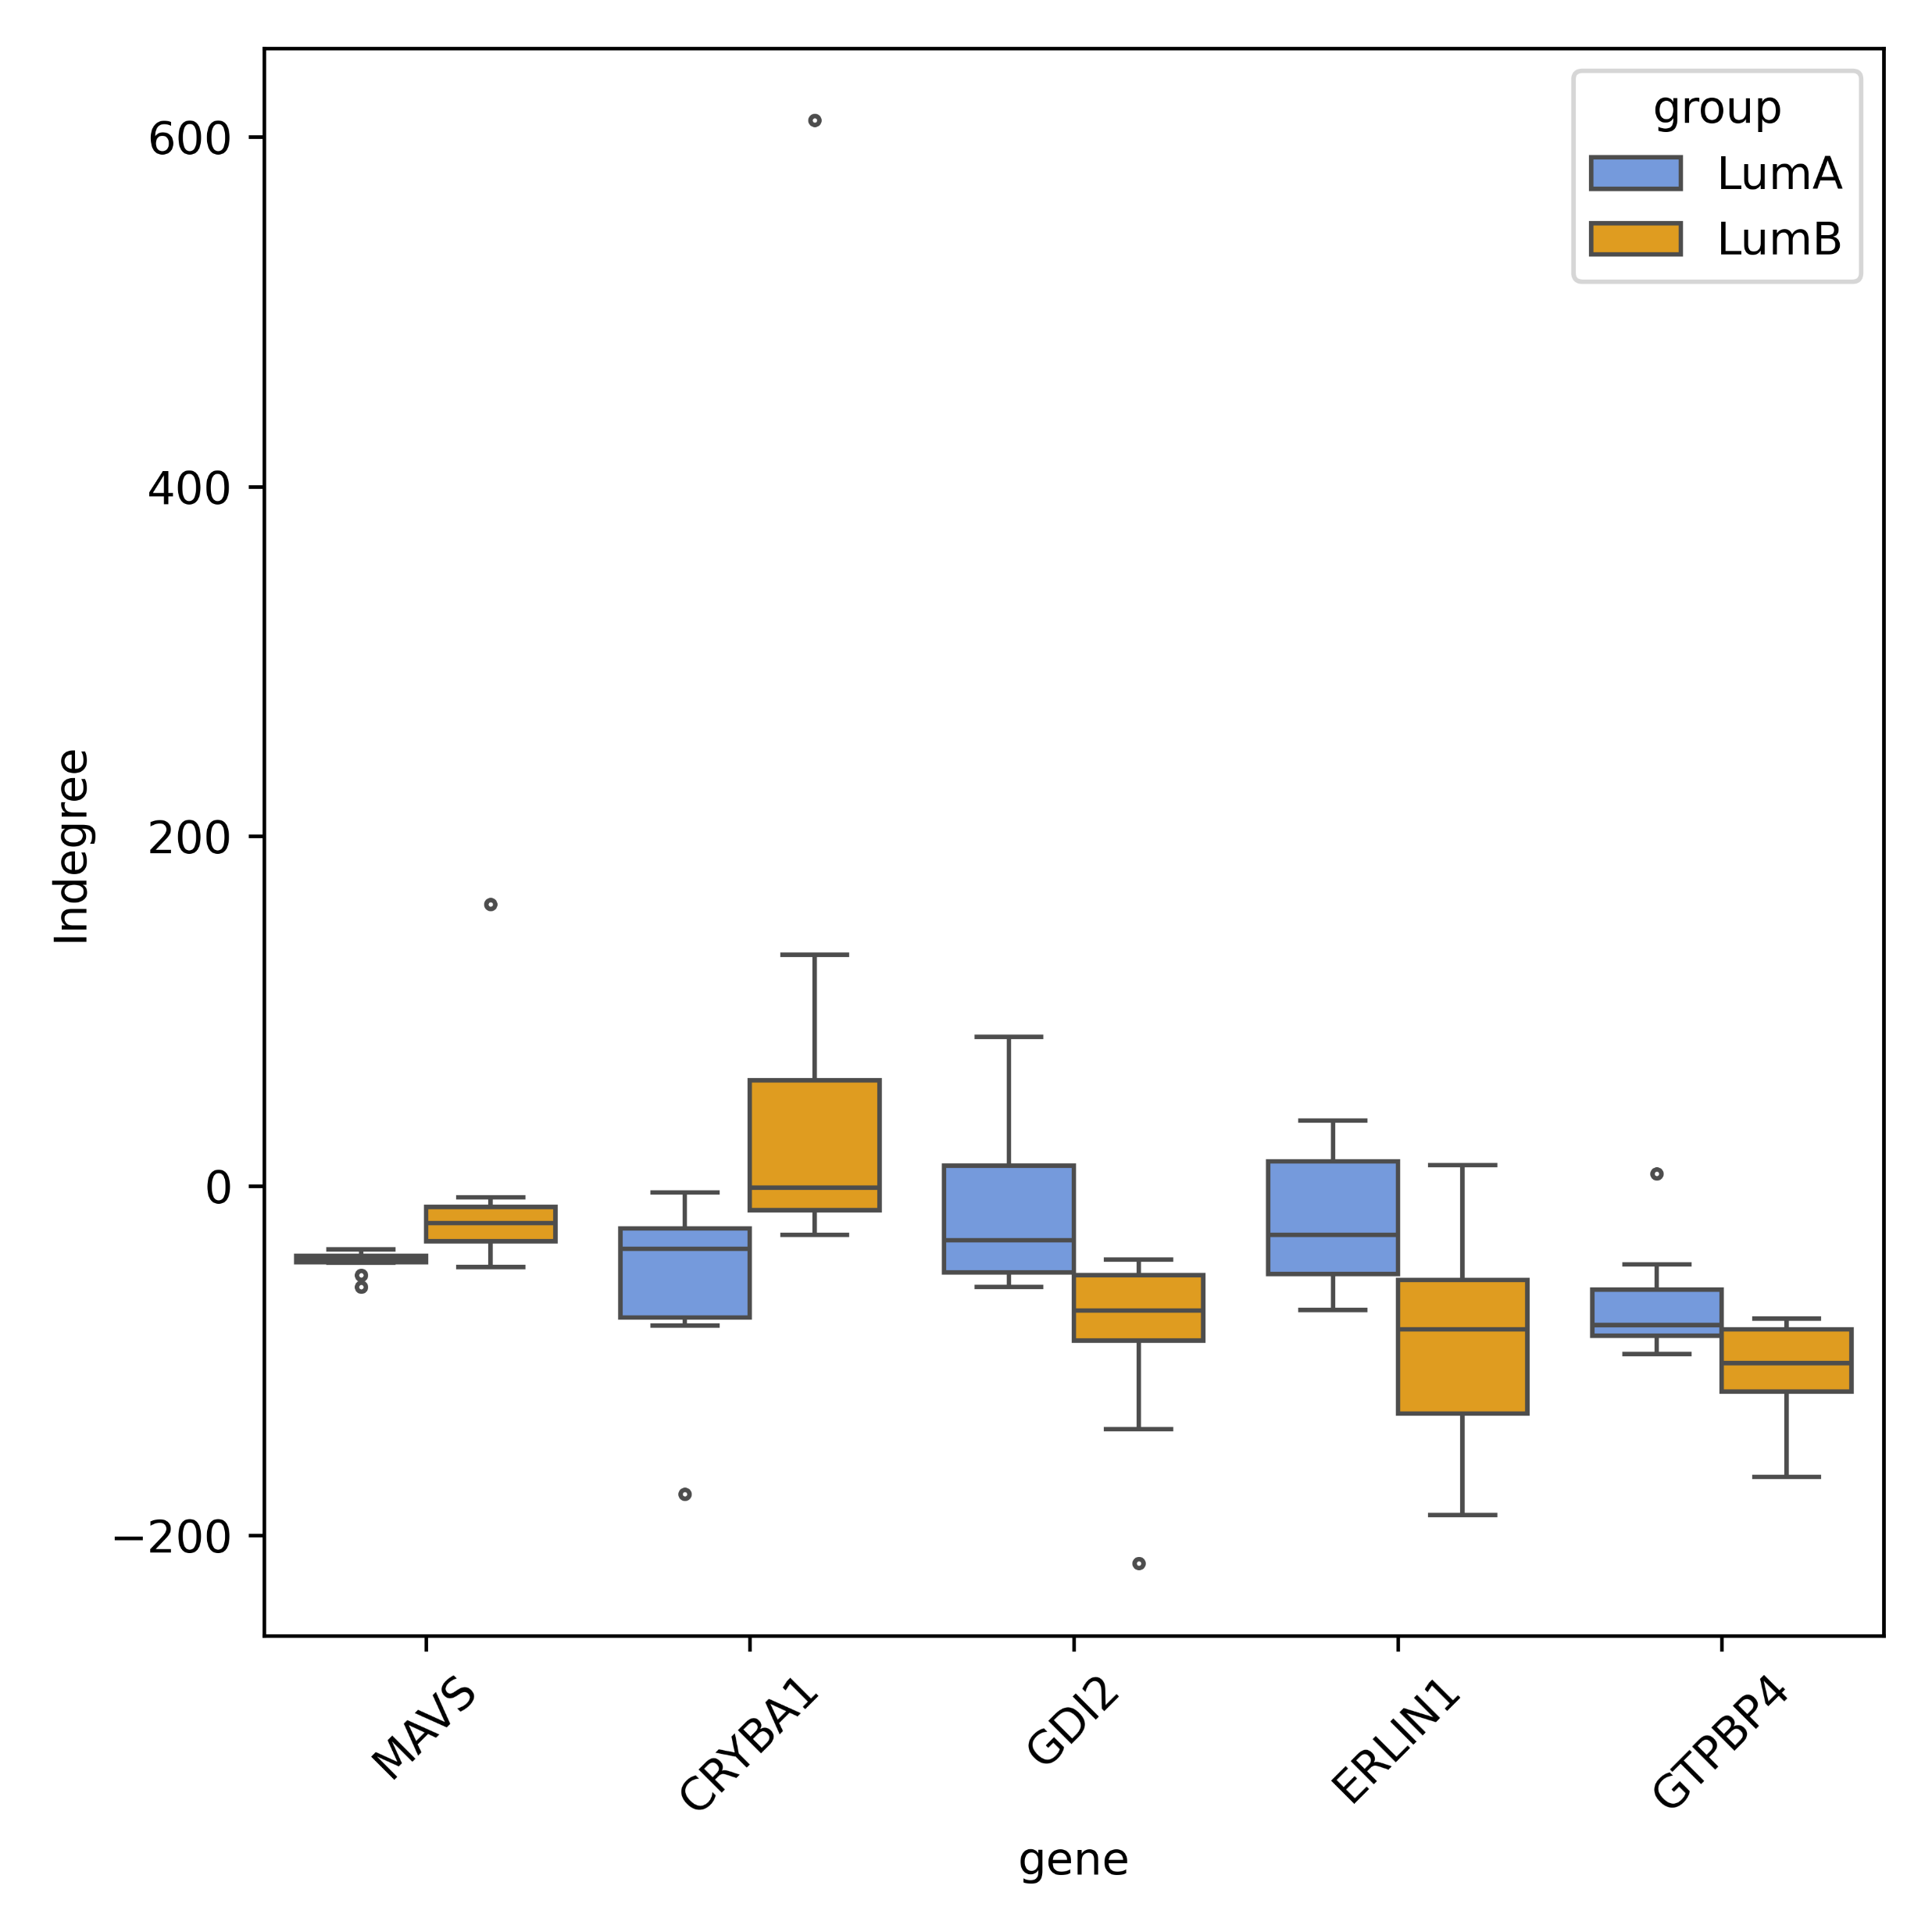 group
LumA
LumB
600
400
200
0
−200
Indegree
MAVS
CRYBA1
GDI2
ERLIN1
GTPBP4
gene